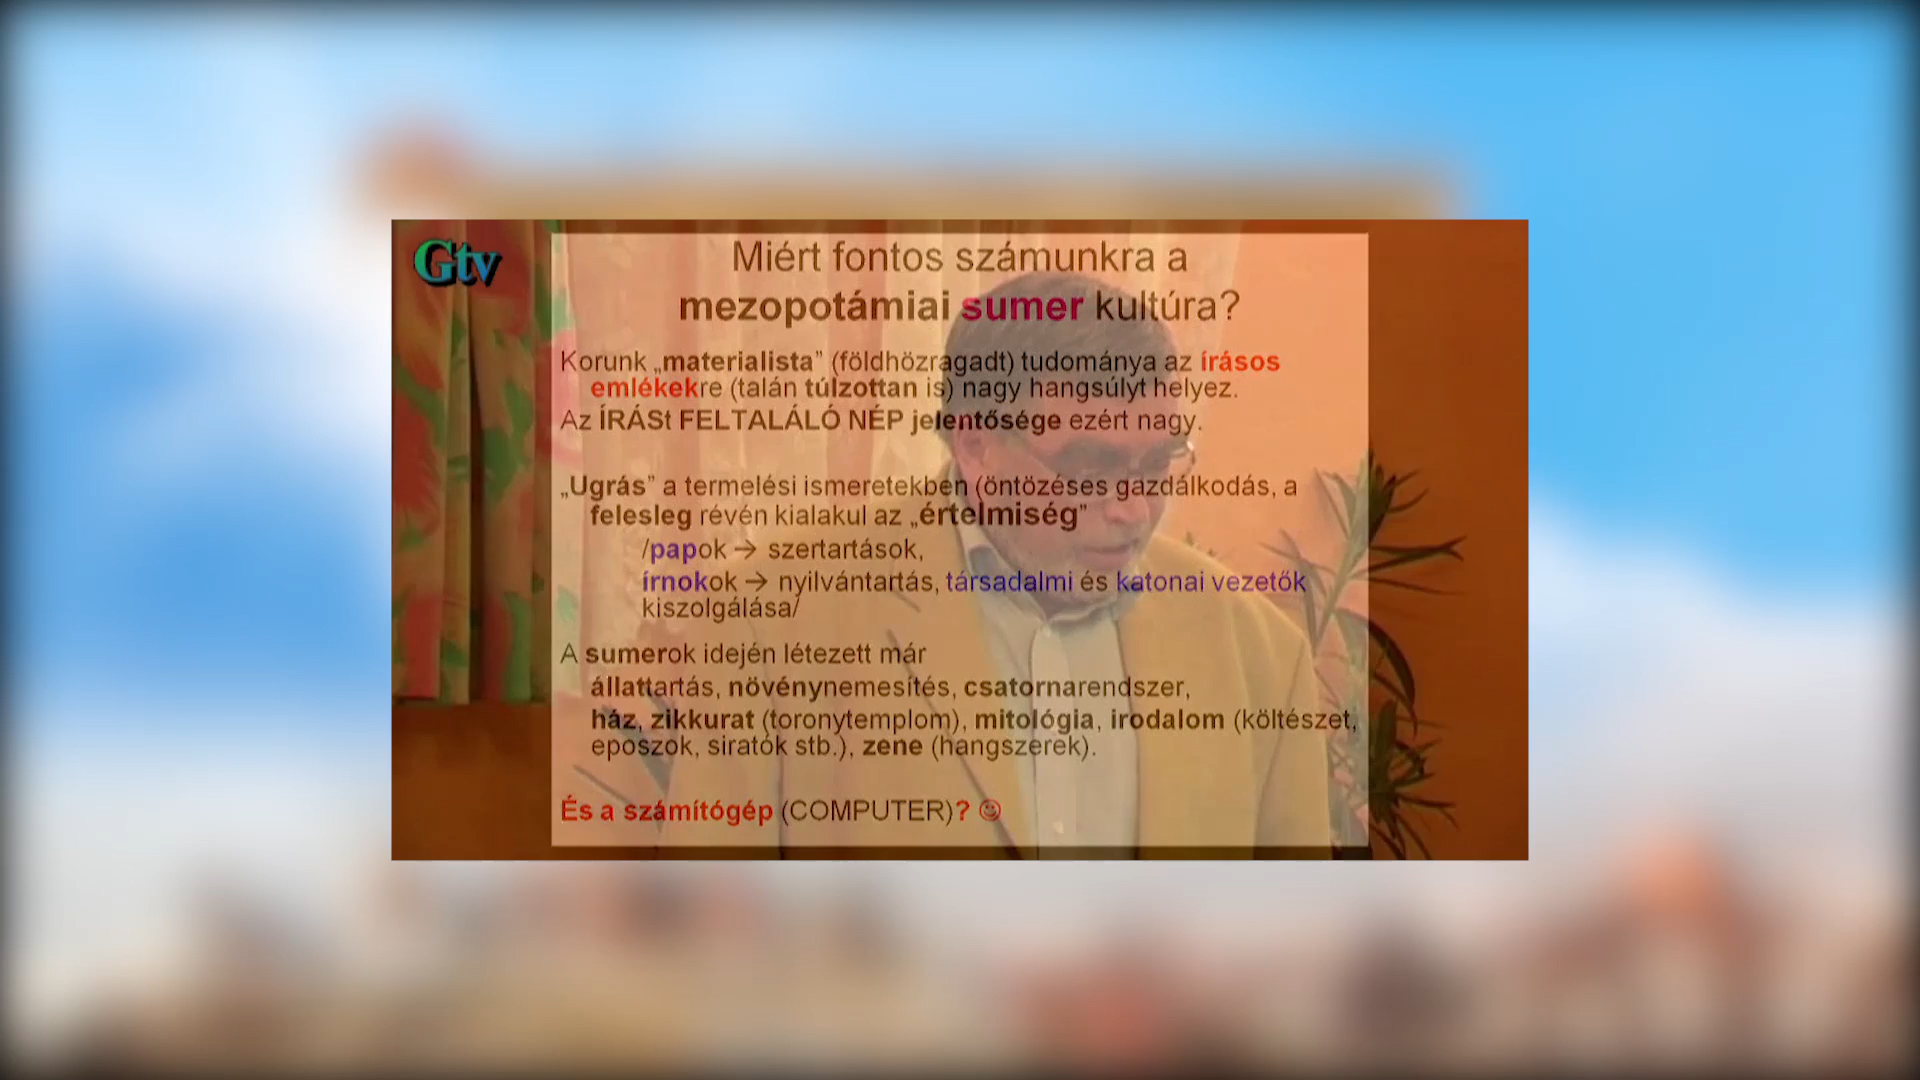 Gtv
Miért fontos számunkra a
mezopotámiai sumer kultúra?
Korunk „materialista” (földhözragadt) tudománya az írásos
emlékekre (talán túlzottan is) nagy hangsúlyt helyez.
Az ÍRÁSt FELTALÁLÓ NÉP jelentősége ezért nagy.
„Ugrás” a termelési ismeretekben (öntözéses gazdálkodás, a
felesleg révén kialakul az „értelmiség”
/papok → szertartások,
írnokok → nyilvántartás, társadalmi és katonai vezetők
kiszolgálása/
A sumerok idején létezett már
állattartás, növénynemesítés, csatornarendszer,
ház, zikkurat (toronytemplom), mitológia, irodalom (költészet,
eposzok, siratók stb.), zene (hangszerek).
És a számítógép (COMPUTER)? ☺